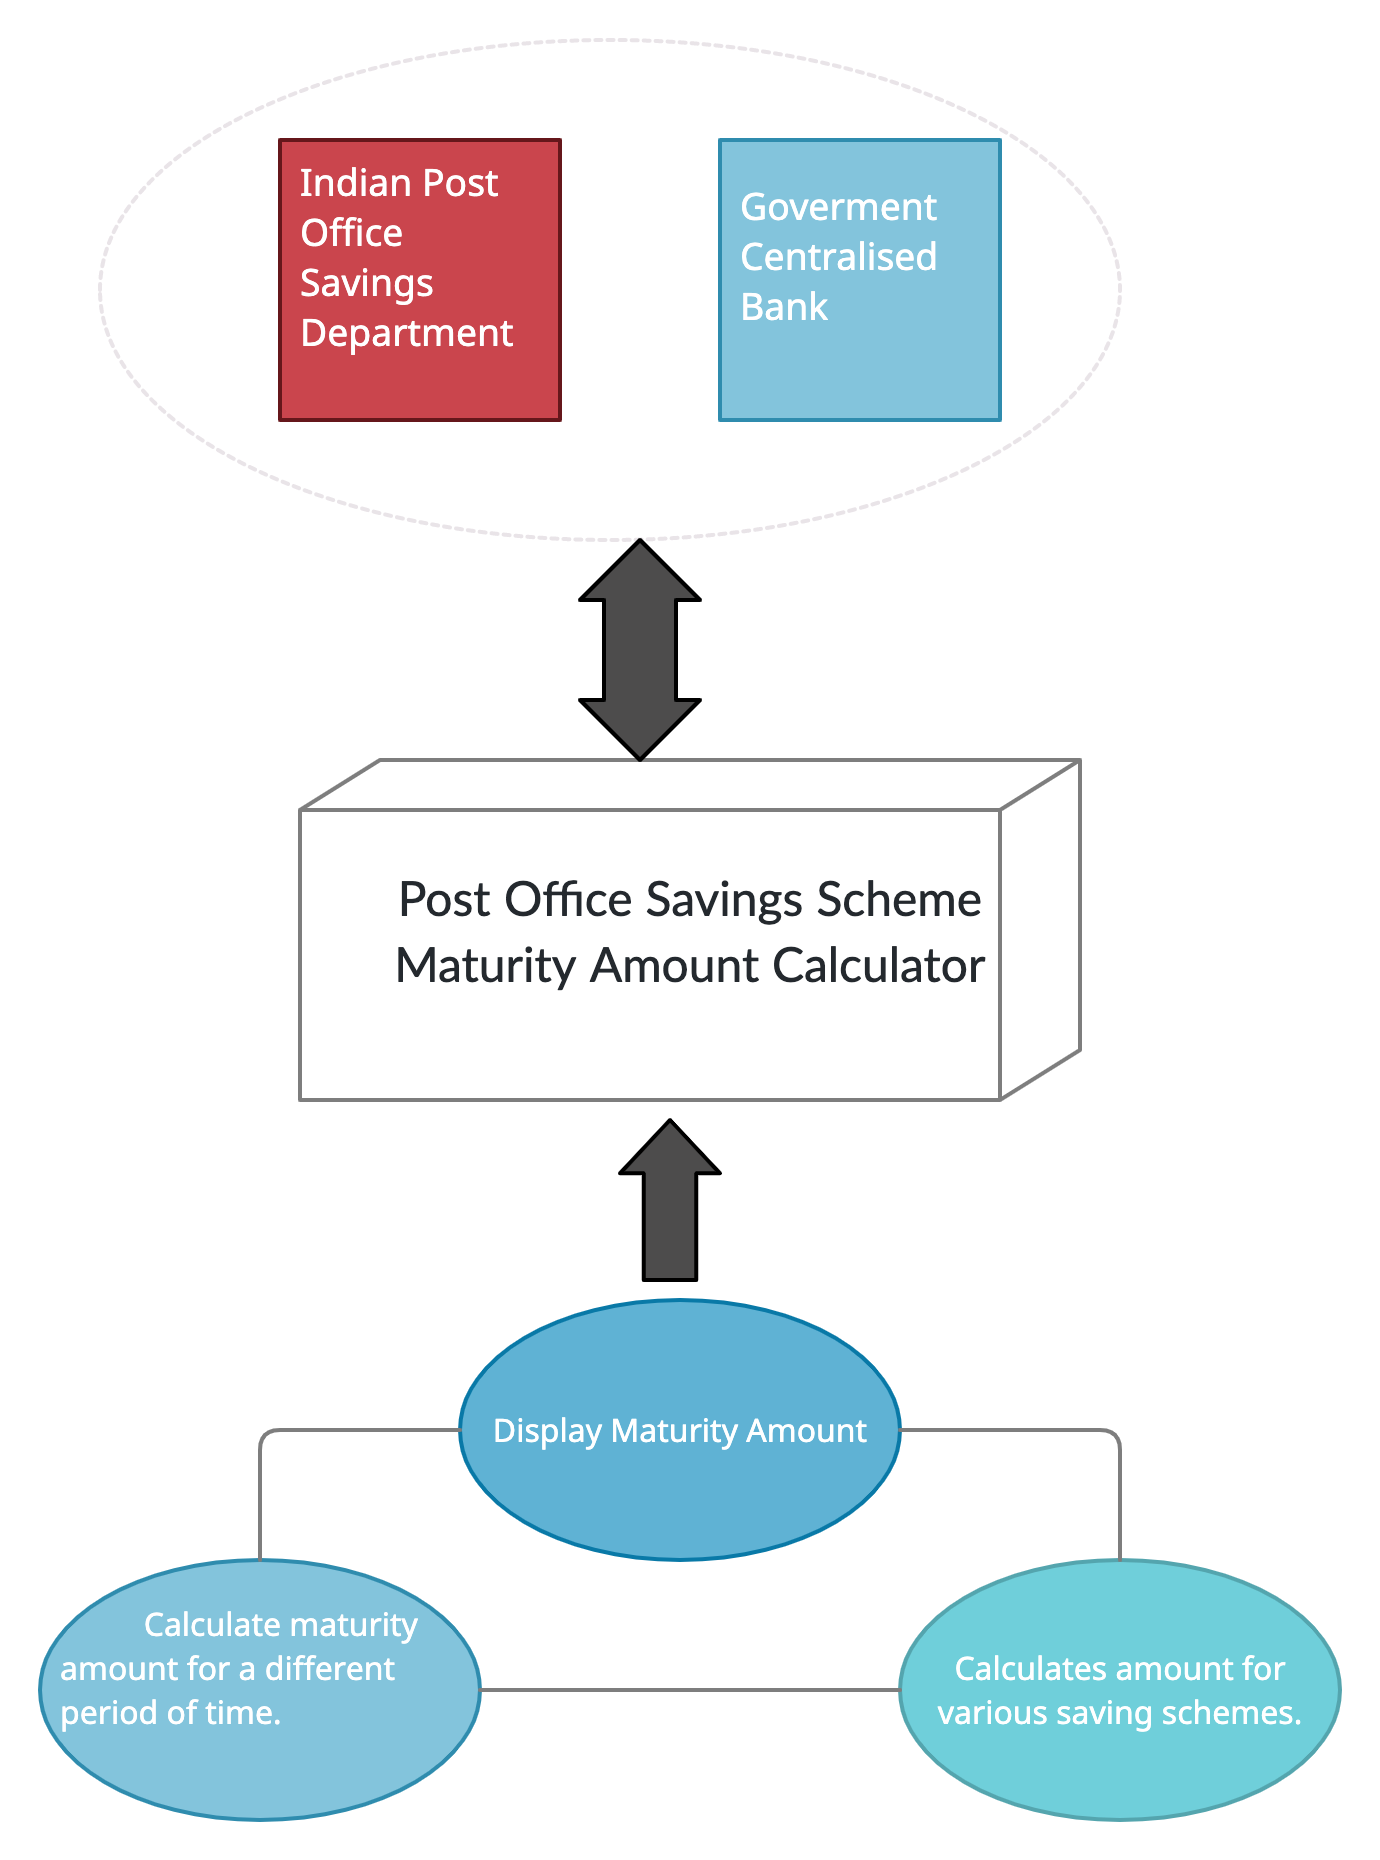 Indian Post
Office
Savings
Department
Goverment
Centralised
Bank
Post Office Savings Scheme
Maturity Amount Calculator
Display Maturity Amount
Calculate maturity
amount for a different
period of time.
Calculates amount for
various saving schemes.